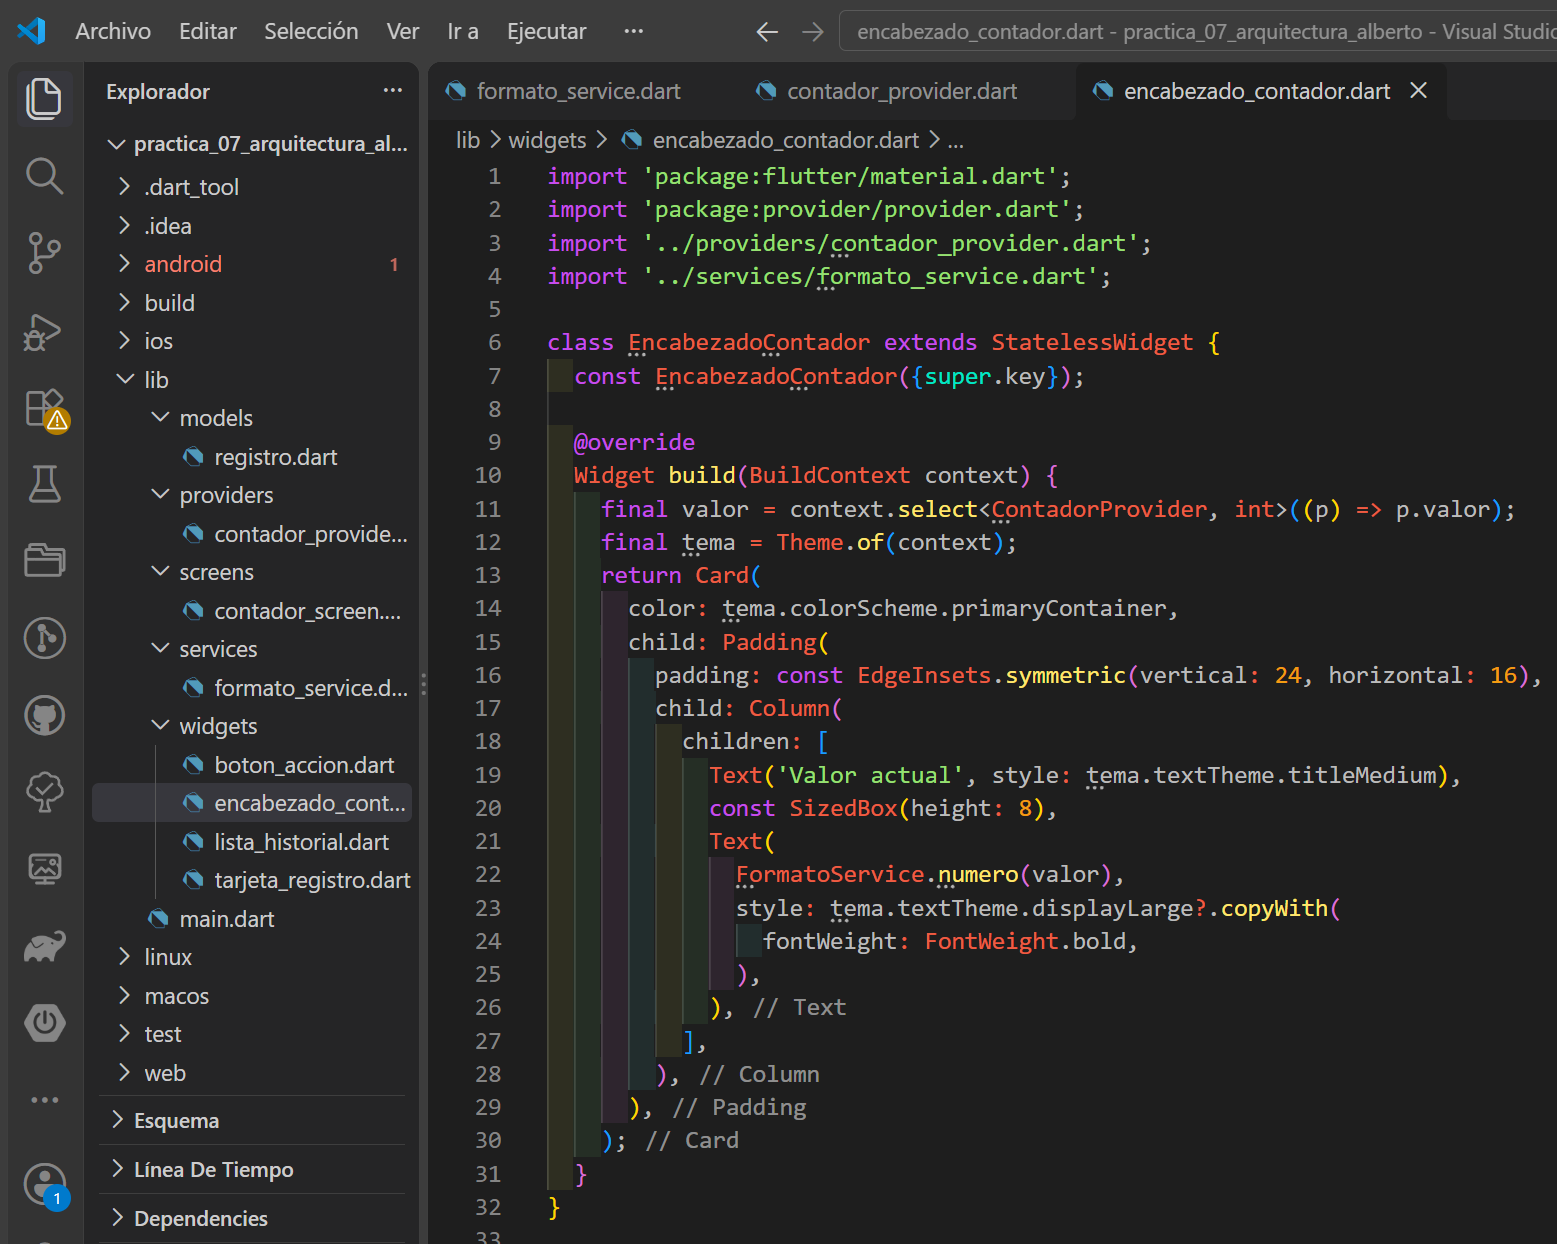 Archivo Editar Selección Ver Ir a Ejecutar ··· encabezado_contador.dart - practica_07_arquitectura_alberto - Visual Studio
Explorador ···
practica_07_arquitectura_al...
.dart_tool
.idea
android 1
build
ios
lib
models
registro.dart
providers
contador_provide...
screens
contador_screen....
services
formato_service.d...
widgets
boton_accion.dart
encabezado_cont...
lista_historial.dart
tarjeta_registro.dart
main.dart
linux
macos
test
web
Esquema
Línea De Tiempo
Dependencies
1
formato_service.dart contador_provider.dart encabezado_contador.dart
lib > widgets > encabezado_contador.dart > ...
1 import 'package:flutter/material.dart';
2 import 'package:provider/provider.dart';
3 import '../providers/contador_provider.dart';
4 import '../services/formato_service.dart';
5
6 class EncabezadoContador extends StatelessWidget {
7 const EncabezadoContador({super.key});
8
9 @override
10 Widget build(BuildContext context) {
11 final valor = context.select<ContadorProvider, int>((p) => p.valor);
12 final tema = Theme.of(context);
13 return Card(
14 color: tema.colorScheme.primaryContainer,
15 child: Padding(
16 padding: const EdgeInsets.symmetric(vertical: 24, horizontal: 16),
17 child: Column(
18 children: [
19 Text('Valor actual', style: tema.textTheme.titleMedium),
20 const SizedBox(height: 8),
21 Text(
22 FormatoService.numero(valor),
23 style: tema.textTheme.displayLarge?.copyWith(
24 fontWeight: FontWeight.bold,
25 ),
26 ), // Text
27 ],
28 ), // Column
29 ), // Padding
30 ); // Card
31 }
32 }
33